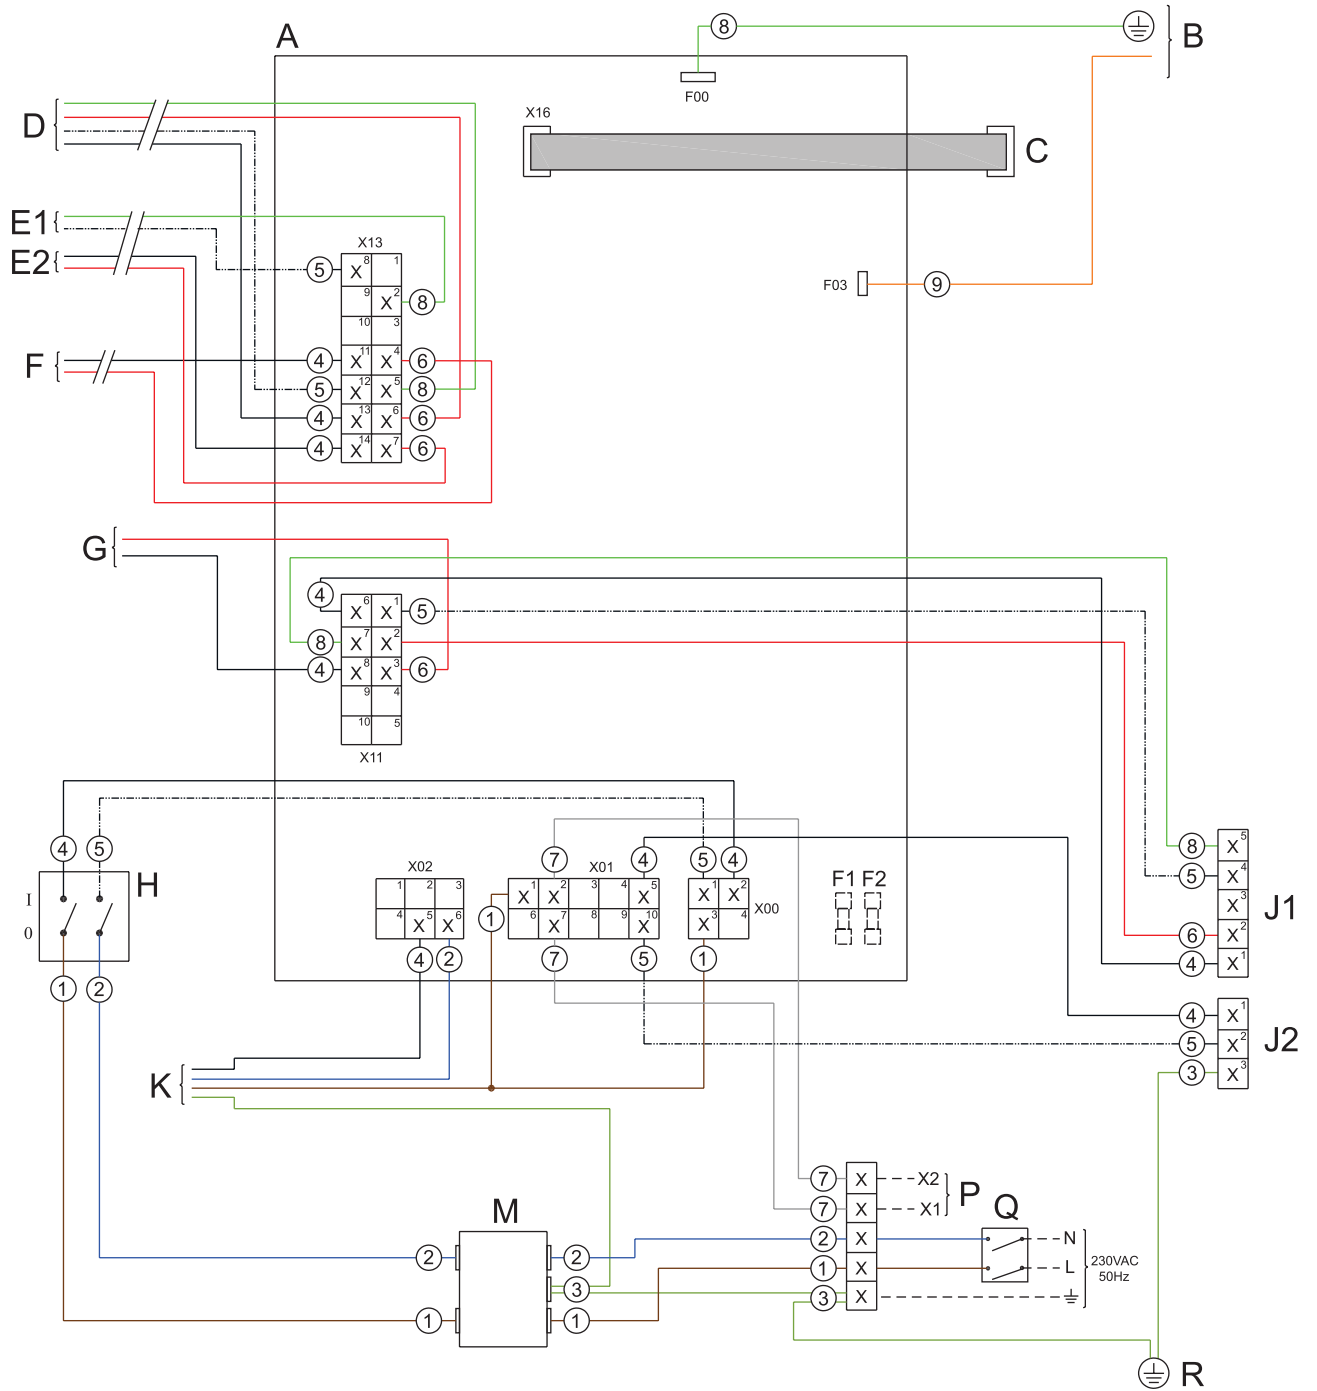 8
B
A
F00
X16
C
D
E1
E2
X13
5 X 8 1
9 X 2 8
10 3
F03 9
F
4 X 11 X 4 6
5 X 12 X 5 8
4 X 13 X 6 6
4 X 14 X 7 6
G
4 X 6 X 1 5
8 X 7 X 2
4 X 8 X 3 6
9 4
10 5
X11
4 5
H
I
0
1 2
7 4 5 4
X02 X01 X00
1 2 3
4 X 5 X 6
4 2
1
X 1 X 2 3 4 X 5
6 X 7 8 9 X 10
7 5
X 1 X 2
X 3 4
1
F1 F2
8 X 5
5 X 4
X 3
6 X 2
4 X 1
J1
4 X 1
5 X 2
3 X 3
J2
K
M
2 2
3
1 1
7 X X2
7 X X1
P
2 X
1 X
3 X
Q
N
L
230VAC
50Hz
R